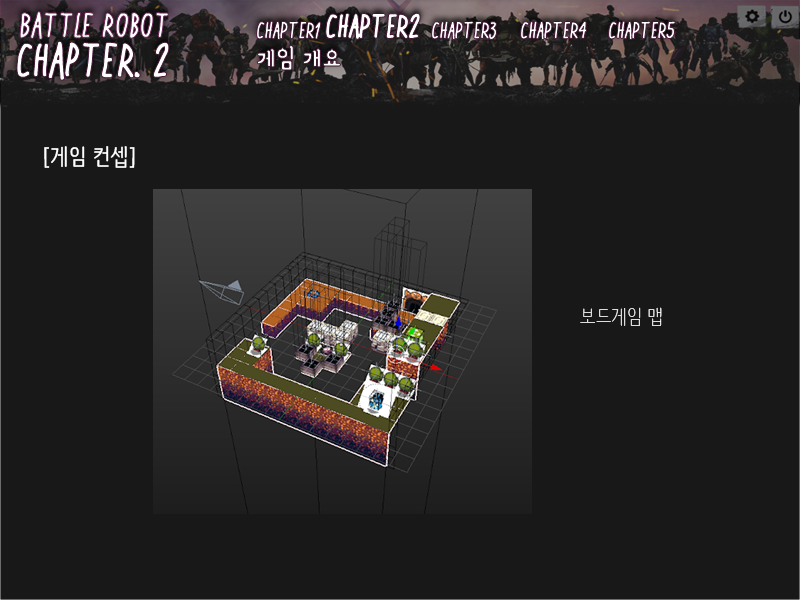 BATTLE ROBOT
CHAPTER. 2
CHAPTER1 CHAPTER2 CHAPTER3 CHAPTER4 CHAPTER5
게임 개요
[게임 컨셉]
보드게임 맵